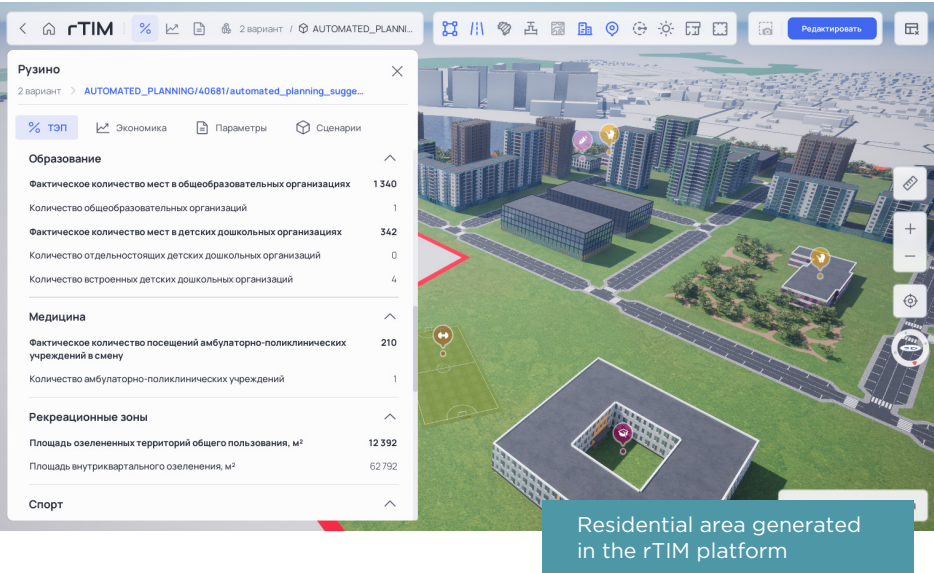 rTIM
2 вариант / AUTOMATED_PLANNI...
Редактировать
Рузино
2 вариант > AUTOMATED_PLANNING/40681/automated_planning_sugge...
ТЭП
Экономика
Параметры
Сценарии
Образование
Фактическое количество мест в общеобразовательных организациях 1 340
Количество общеобразовательных организаций 1
Фактическое количество мест в детских дошкольных организациях 342
Количество отдельностоящих детских дошкольных организаций 0
Количество встроенных детских дошкольных организаций 4
Медицина
Фактическое количество посещений амбулаторно-поликлинических 210
учреждений в смену
Количество амбулаторно-поликлинических учреждений 1
Рекреационные зоны
Площадь озелененных территорий общего пользования, м² 12 392
Площадь внутриквартального озеленения, м² 62 792
Спорт
Residential area generated
in the rTIM platform